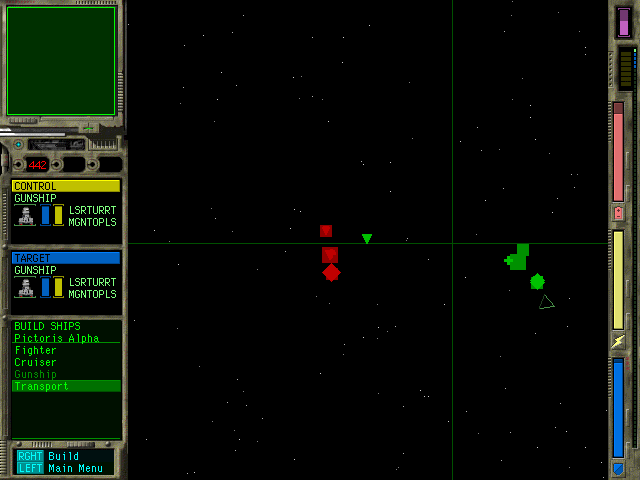 442
CONTROL
GUNSHIP
LSRTURRT
MGNTOPLS
TARGET
GUNSHIP
LSRTURRT
MGNTOPLS
BUILD SHIPS
Pictoris Alpha
Fighter
Cruiser
Gunship
Transport
RGHT Build
LEFT Main Menu